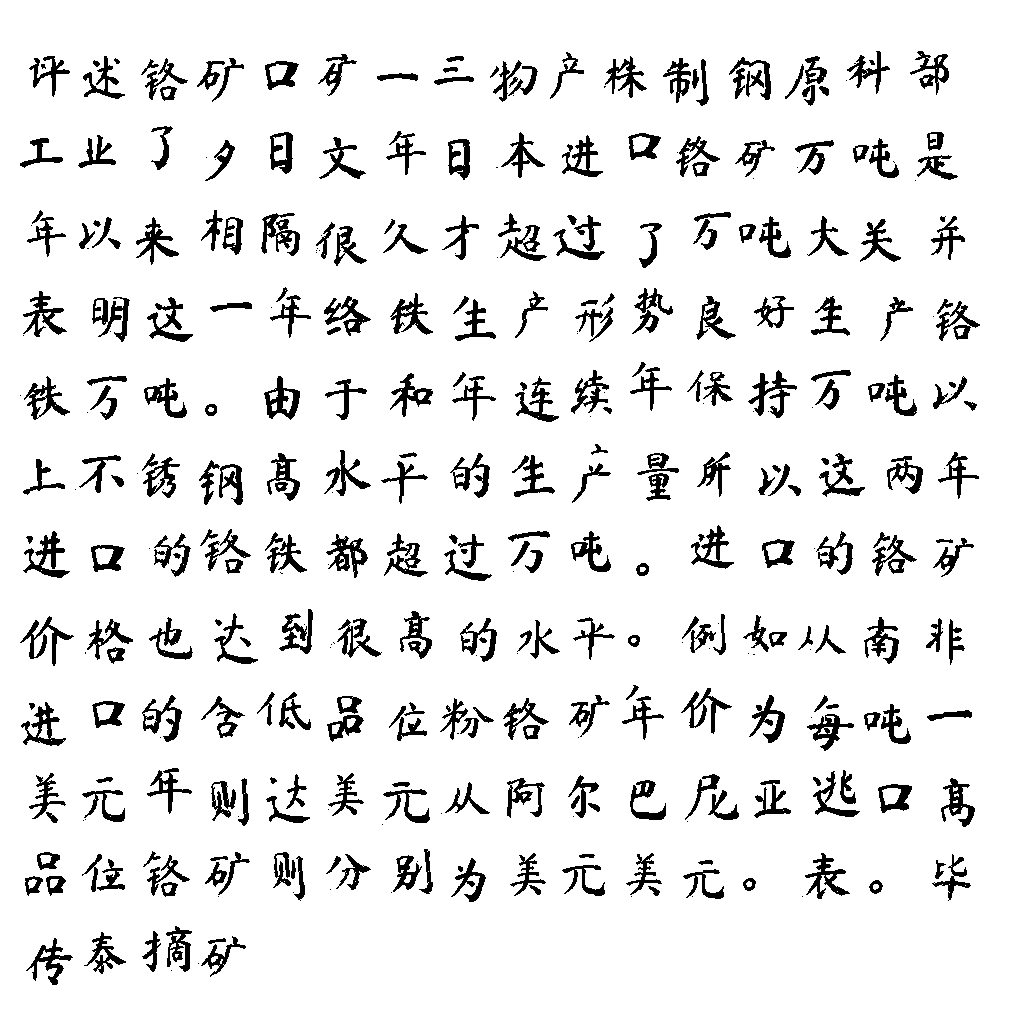 评述铬矿口矿一三物产株制钢原科部
工业了夕日文年日本进口铬矿万吨是
年以来相隔很久才超过了万吨大关并
表明这一年络铁生产形势良好生产铬
铁万吨。由于和年连续年保持万吨以
上不锈钢高水平的生产量所以这两年
进口的铬铁都超过万吨。进口的铬矿
价格也达到很高的水平。例如从南非
进口的含低品位粉铬矿年价为每吨一
美元年则达美元从阿尔巴尼亚逃口高
品位铬矿则分别为美元美元。表。毕
传泰摘矿